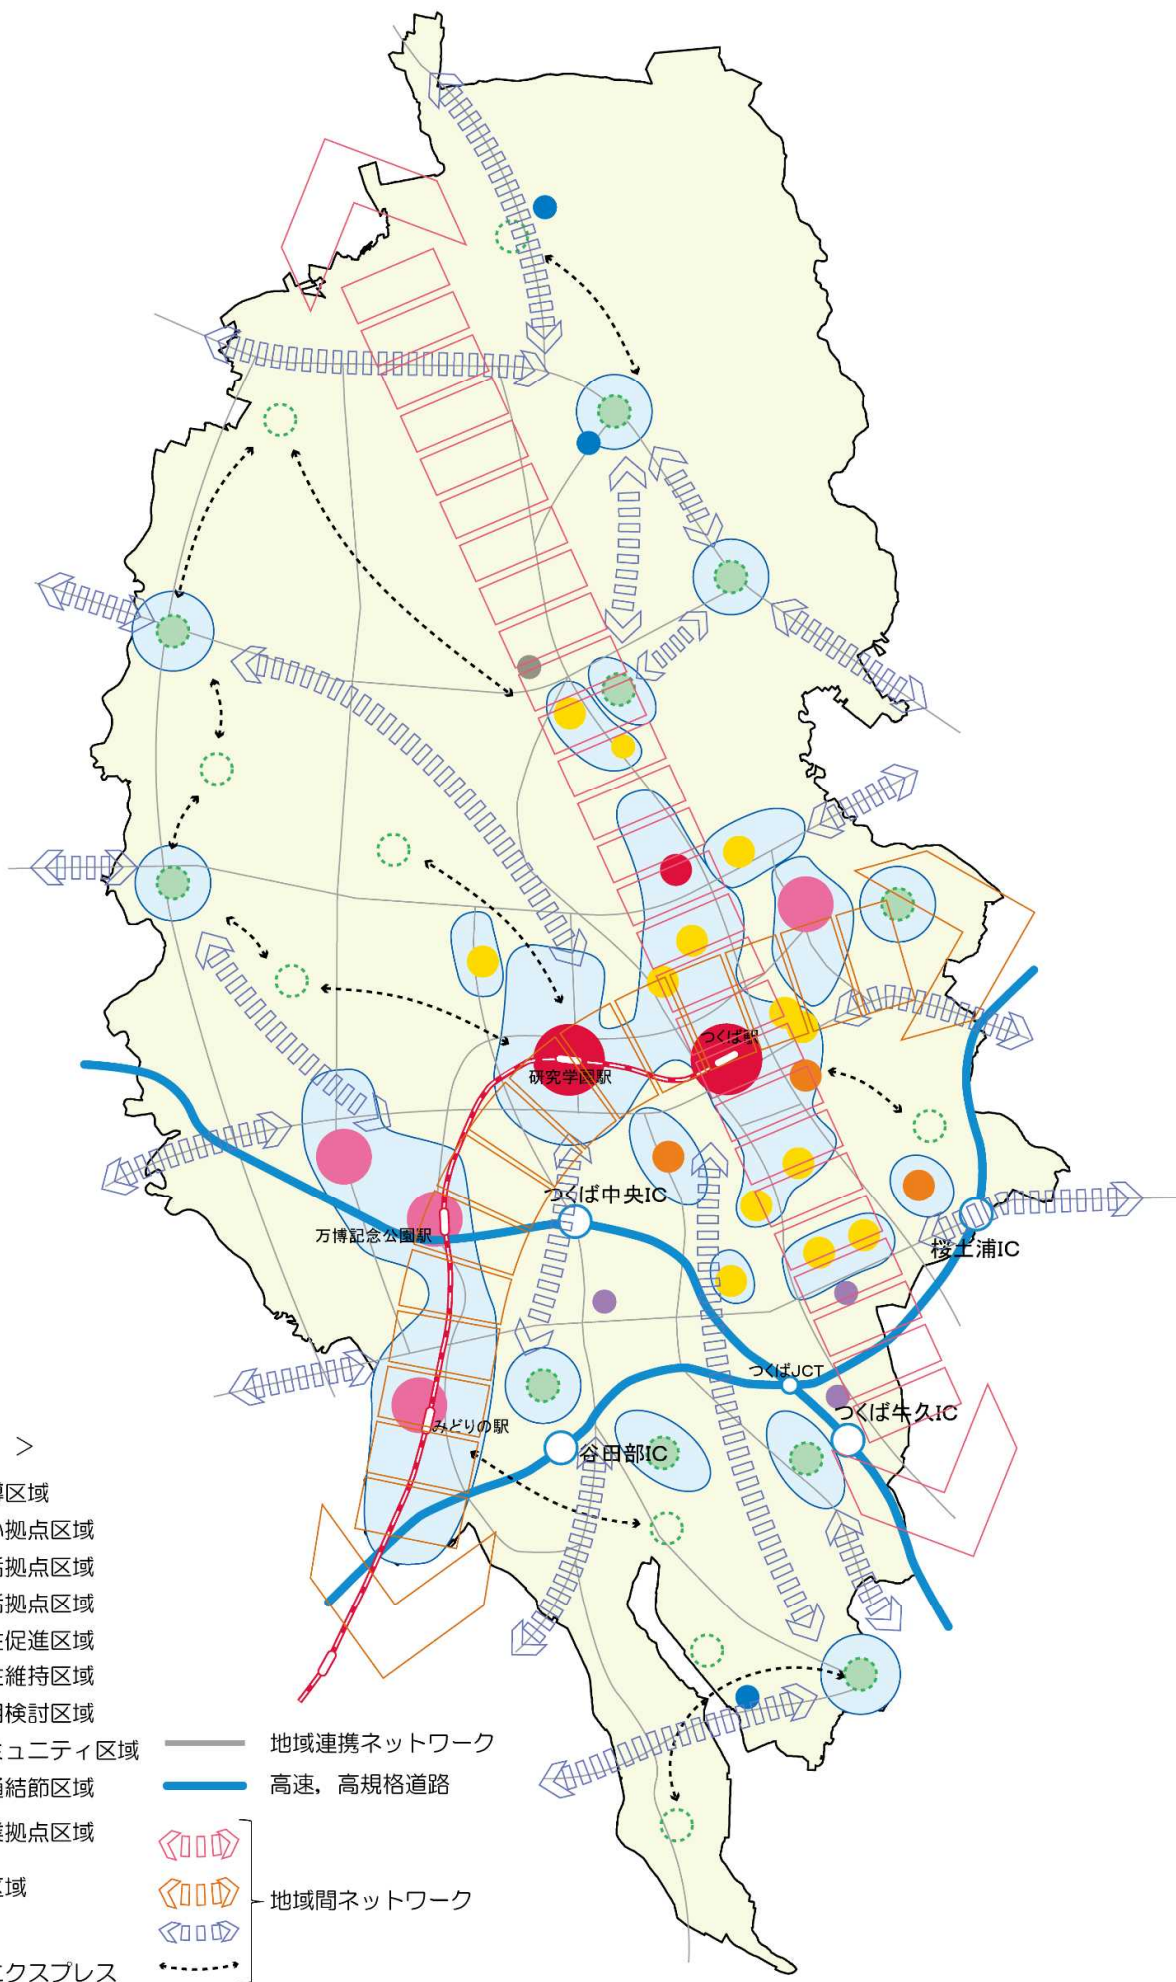 つくば駅
研究学園駅
つくば中央IC
万博記念公園駅
桜土浦IC
つくばJCT
つくば牛久IC
みどりの駅
谷田部IC
＞
区域
拠点区域
拠点区域
拠点区域
促進区域
維持区域
検討区域
ミュニティ区域
結節区域
拠点区域
区域
エクスプレス
地域連携ネットワーク
高速，高規格道路
地域間ネットワーク